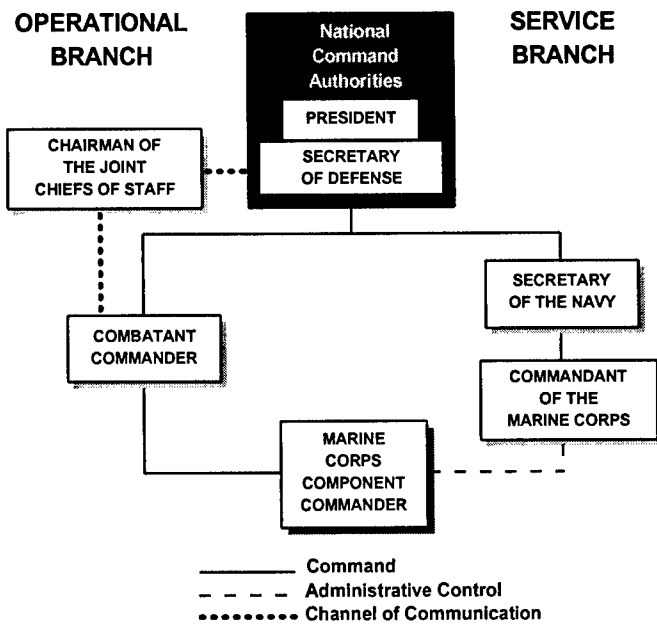 OPERATIONAL
BRANCH
National
Command
Authorities
PRESIDENT
SECRETARY
OF DEFENSE
SERVICE
BRANCH
CHAIRMAN OF
THE JOINT
CHIEFS OF STAFF
SECRETARY
OF THE NAVY
COMBATANT
COMMANDER
COMMANDANT
OF THE
MARINE CORPS
MARINE
CORPS
COMPONENT
COMMANDER
Command
Administrative Control
Channel of Communication